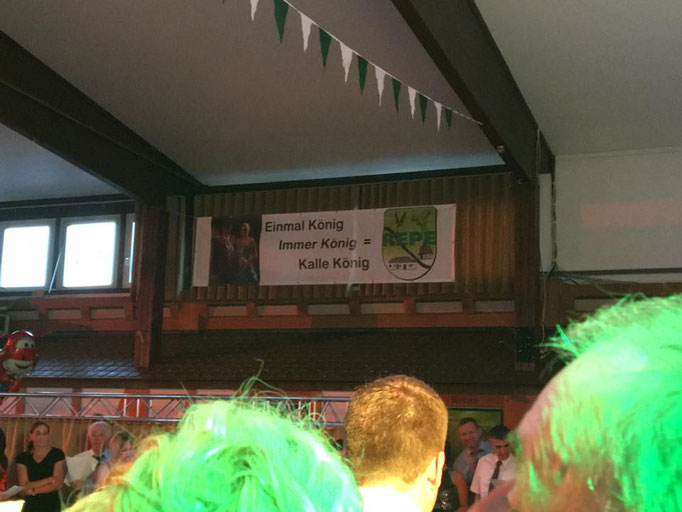 Einmal König
Immer König =
Kalle König
REPE